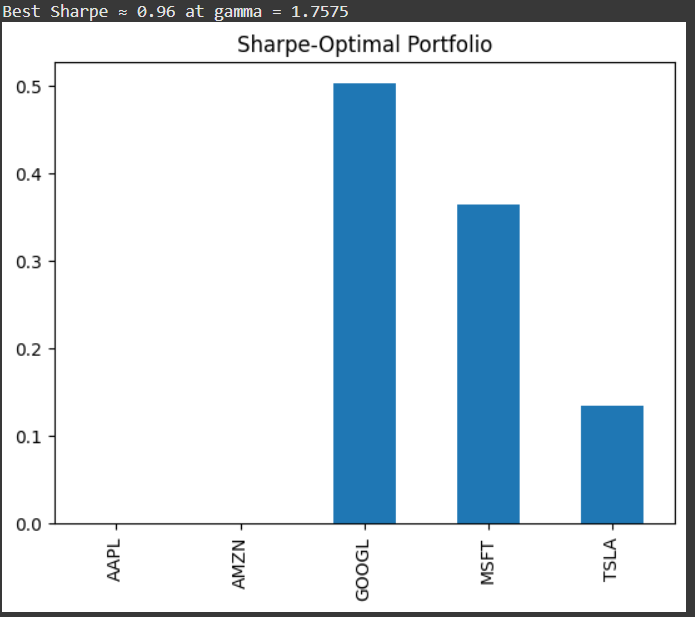 Best Sharpe ≈ 0.96 at gamma = 1.7575
Sharpe-Optimal Portfolio
0.5
0.4
0.3
0.2
0.1
0.0
AAPL
AMZN
GOOGL
MSFT
TSLA